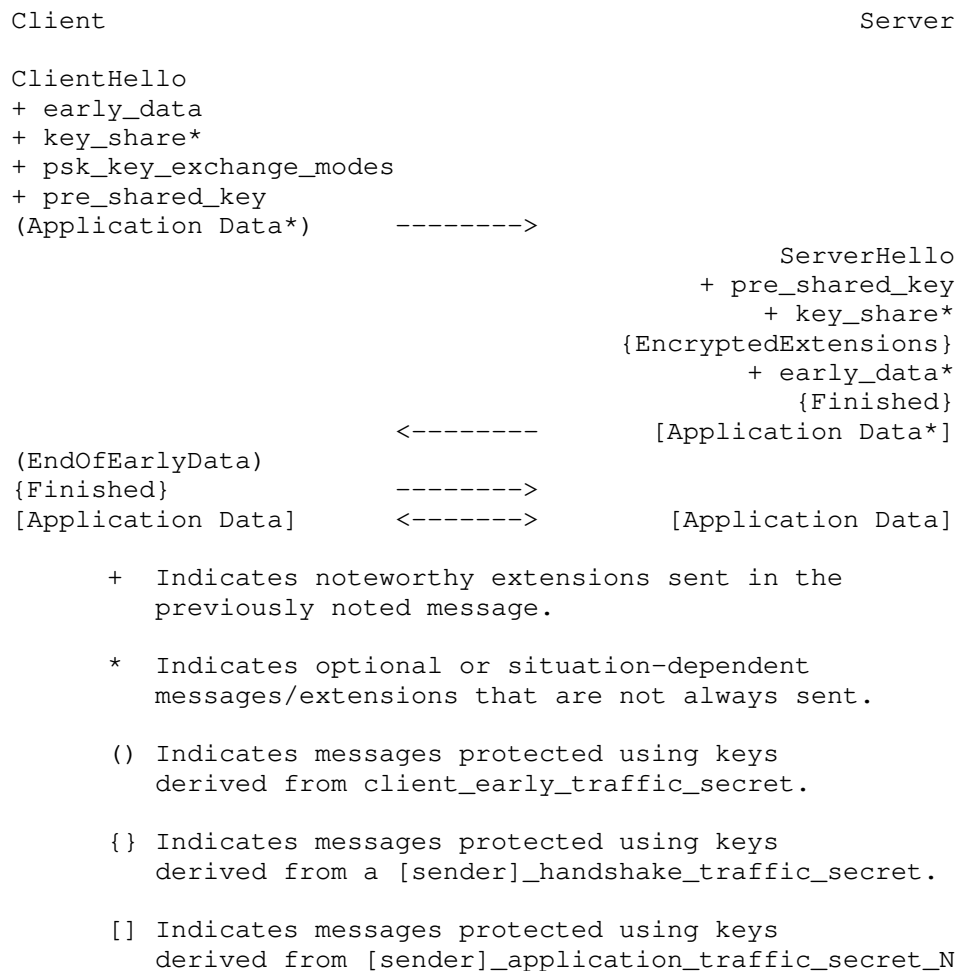 Client                                               Server

ClientHello
+ early_data
+ key_share*
+ psk_key_exchange_modes
+ pre_shared_key
(Application Data*)     -------->
                                                ServerHello
                                           + pre_shared_key
                                               + key_share*
                                      {EncryptedExtensions}
                                              + early_data*
                                                 {Finished}
                        <--------       [Application Data*]
(EndOfEarlyData)
{Finished}              -------->
[Application Data]      <------->        [Application Data]

      +  Indicates noteworthy extensions sent in the
         previously noted message.

      *  Indicates optional or situation-dependent
         messages/extensions that are not always sent.

      () Indicates messages protected using keys
         derived from client_early_traffic_secret.

      {} Indicates messages protected using keys
         derived from a [sender]_handshake_traffic_secret.

      [] Indicates messages protected using keys
         derived from [sender]_application_traffic_secret_N